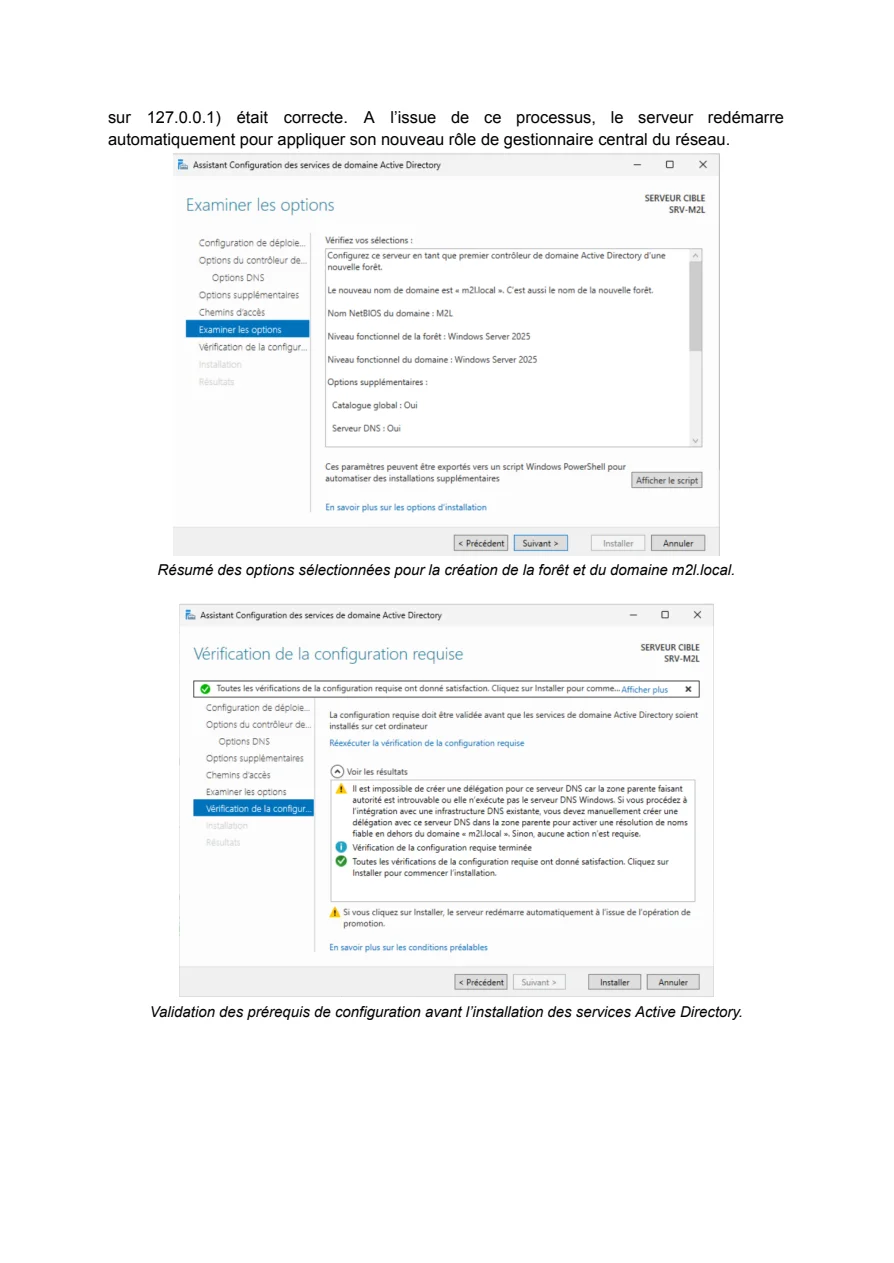 sur 127.0.0.1) était correcte. A l’issue de ce processus, le serveur redémarre
automatiquement pour appliquer son nouveau rôle de gestionnaire central du réseau.
Assistant Configuration des services de domaine Active Directory
Examiner les options
SERVEUR CIBLE
SRV-M2L
Configuration de déploie...
Options du contrôleur de...
Options DNS
Options supplémentaires
Chemins d'accès
Examiner les options
Vérification de la configur...
Installation
Résultats
Vérifiez vos sélections :
Configurez ce serveur en tant que premier contrôleur de domaine Active Directory d'une
nouvelle forêt.
Le nouveau nom de domaine est « m2l.local ». C'est aussi le nom de la nouvelle forêt.
Nom NetBIOS du domaine : M2L
Niveau fonctionnel de la forêt : Windows Server 2025
Niveau fonctionnel du domaine : Windows Server 2025
Options supplémentaires :
Catalogue global : Oui
Serveur DNS : Oui
Ces paramètres peuvent être exportés vers un script Windows PowerShell pour
automatiser des installations supplémentaires
Afficher le script
En savoir plus sur les options d'installation
< Précédent
Suivant >
Installer
Annuler
Résumé des options sélectionnées pour la création de la forêt et du domaine m2l.local.
Assistant Configuration des services de domaine Active Directory
Vérification de la configuration requise
SERVEUR CIBLE
SRV-M2L
Toutes les vérifications de la configuration requise ont donné satisfaction. Cliquez sur Installer pour comme... Afficher plus
Configuration de déploie...
Options du contrôleur de...
Options DNS
Options supplémentaires
Chemins d'accès
Examiner les options
Vérification de la configur...
Installation
Résultats
La configuration requise doit être validée avant que les services de domaine Active Directory soient
installés sur cet ordinateur
Réexécuter la vérification de la configuration requise
Voir les résultats
Il est impossible de créer une délégation pour ce serveur DNS car la zone parente faisant
autorité est introuvable ou elle n'exécute pas le serveur DNS Windows. Si vous procédez à
l'intégration avec une infrastructure DNS existante, vous devez manuellement créer une
délégation avec ce serveur DNS dans la zone parente pour activer une résolution de noms
fiable en dehors du domaine « m2l.local ». Sinon, aucune action n'est requise.
Vérification de la configuration requise terminée
Toutes les vérifications de la configuration requise ont donné satisfaction. Cliquez sur
Installer pour commencer l'installation.
Si vous cliquez sur Installer, le serveur redémarre automatiquement à l'issue de l'opération de
promotion.
En savoir plus sur les conditions préalables
< Précédent
Suivant >
Installer
Annuler
Validation des prérequis de configuration avant l’installation des services Active Directory.